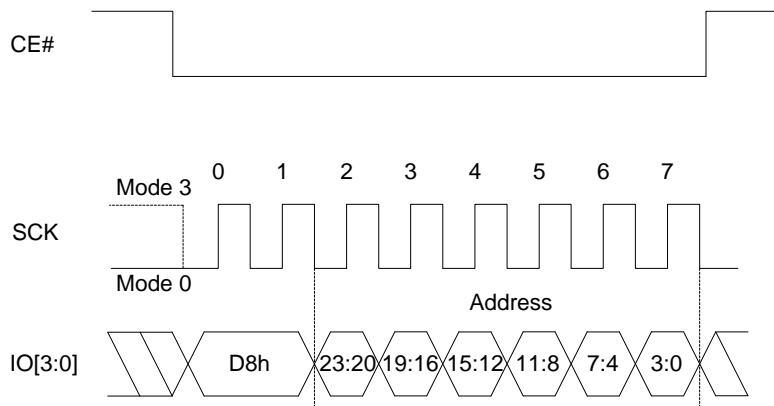 CE#
0 1 2 3 4 5 6 7
Mode 3
SCK
Mode 0
Address
IO[3:0] D8h 23:20 19:16 15:12 11:8 7:4 3:0